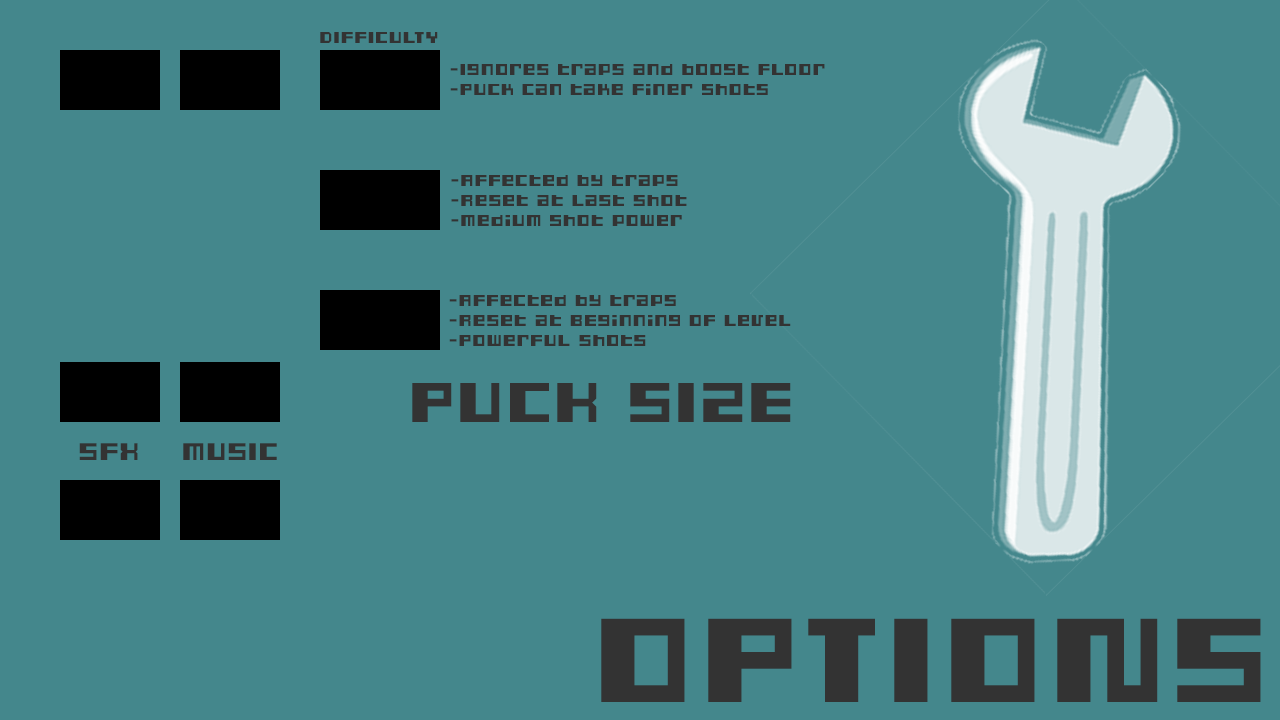 DIFFICULTY
-Ignores traps and boost floor
-Puck can take finer shots
-Affected by traps
-Reset at last shot
-Medium shot power
-Affected by traps
-Reset at beginning of level
-Powerful shots
PUCK SIZE
SFX MUSIC
OPTIONS